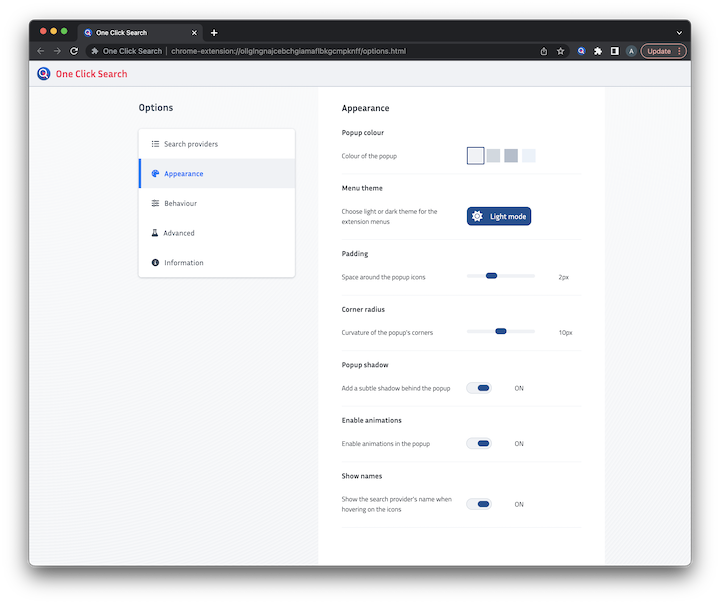 One Click Search
One Click Search | chrome-extension://ollglngnajcebchgiamaflbkgcmpknff/options.html
A
Update
One Click Search
Options
Search providers
Appearance
Behaviour
Advanced
Information
Appearance
Popup colour
Colour of the popup
Menu theme
Choose light or dark theme for the
extension menus
Light mode
Padding
Space around the popup icons
2px
Corner radius
Curvature of the popup's corners
10px
Popup shadow
Add a subtle shadow behind the popup
ON
Enable animations
Enable animations in the popup
ON
Show names
Show the search provider's name when
hovering on the icons
ON